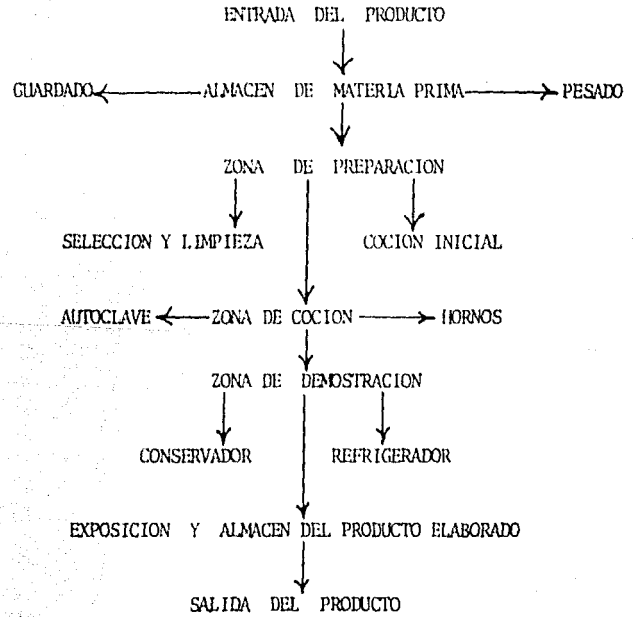 ENTRADA DEL PRODUCTO
GUARDADO ALMACEN DE MATERIA PRIMA PESADO
ZONA DE PREPARACION
SELECCION Y LIMPIEZA COCION INICIAL
AUTOCLAVE ZONA DE COCION HORNOS
ZONA DE DEMOSTRACION
CONSERVADOR REFRIGERADOR
EXPOSICION Y ALMACEN DEL PRODUCTO ELABORADO
SALIDA DEL PRODUCTO